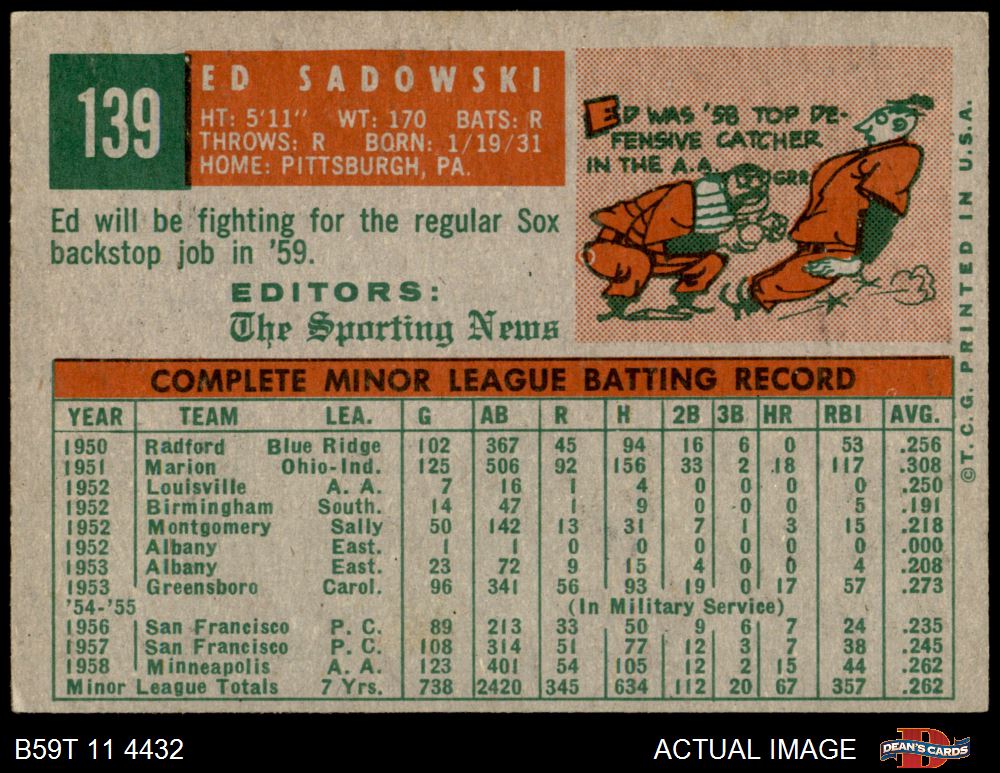 139
ED SADOWSKI
HT: 5'11" WT: 170 BATS: R
THROWS: R BORN: 1/19/31
HOME: PITTSBURGH, PA.
Ed will be fighting for the regular Sox
backstop job in '59.
EDITORS:
The Sporting News
ED WAS '58 TOP DE-
FENSIVE CATCHER
IN THE A.A.
GRR
© T. C. G. PRINTED IN U.S.A.
COMPLETE MINOR LEAGUE BATTING RECORD
YEAR TEAM LEA. G AB R H 2B 3B HR RBI AVG.
1950 Radford Blue Ridge 102 367 45 94 16 6 0 53 .256
1951 Marion Ohio-Ind. 125 506 92 156 33 2 18 117 .308
1952 Louisville A. A. 7 16 1 4 0 0 0 0 .250
1952 Birmingham South. 14 47 1 9 0 0 0 5 .191
1952 Montgomery Sally 50 142 13 31 7 1 3 15 .218
1952 Albany East. 1 1 0 0 0 0 0 0 .000
1953 Albany East. 23 72 9 15 4 0 0 4 .208
1953 Greensboro Carol. 96 341 56 93 19 0 17 57 .273
'54-'55 (In Military Service)
1956 San Francisco P. C. 89 213 33 50 9 6 7 24 .235
1957 San Francisco P. C. 108 314 51 77 12 3 7 38 .245
1958 Minneapolis A. A. 123 401 54 105 12 2 15 44 .262
Minor League Totals 7 Yrs. 738 2420 345 634 112 20 67 357 .262
B59T 11 4432
ACTUAL IMAGE
DEAN'S CARDS